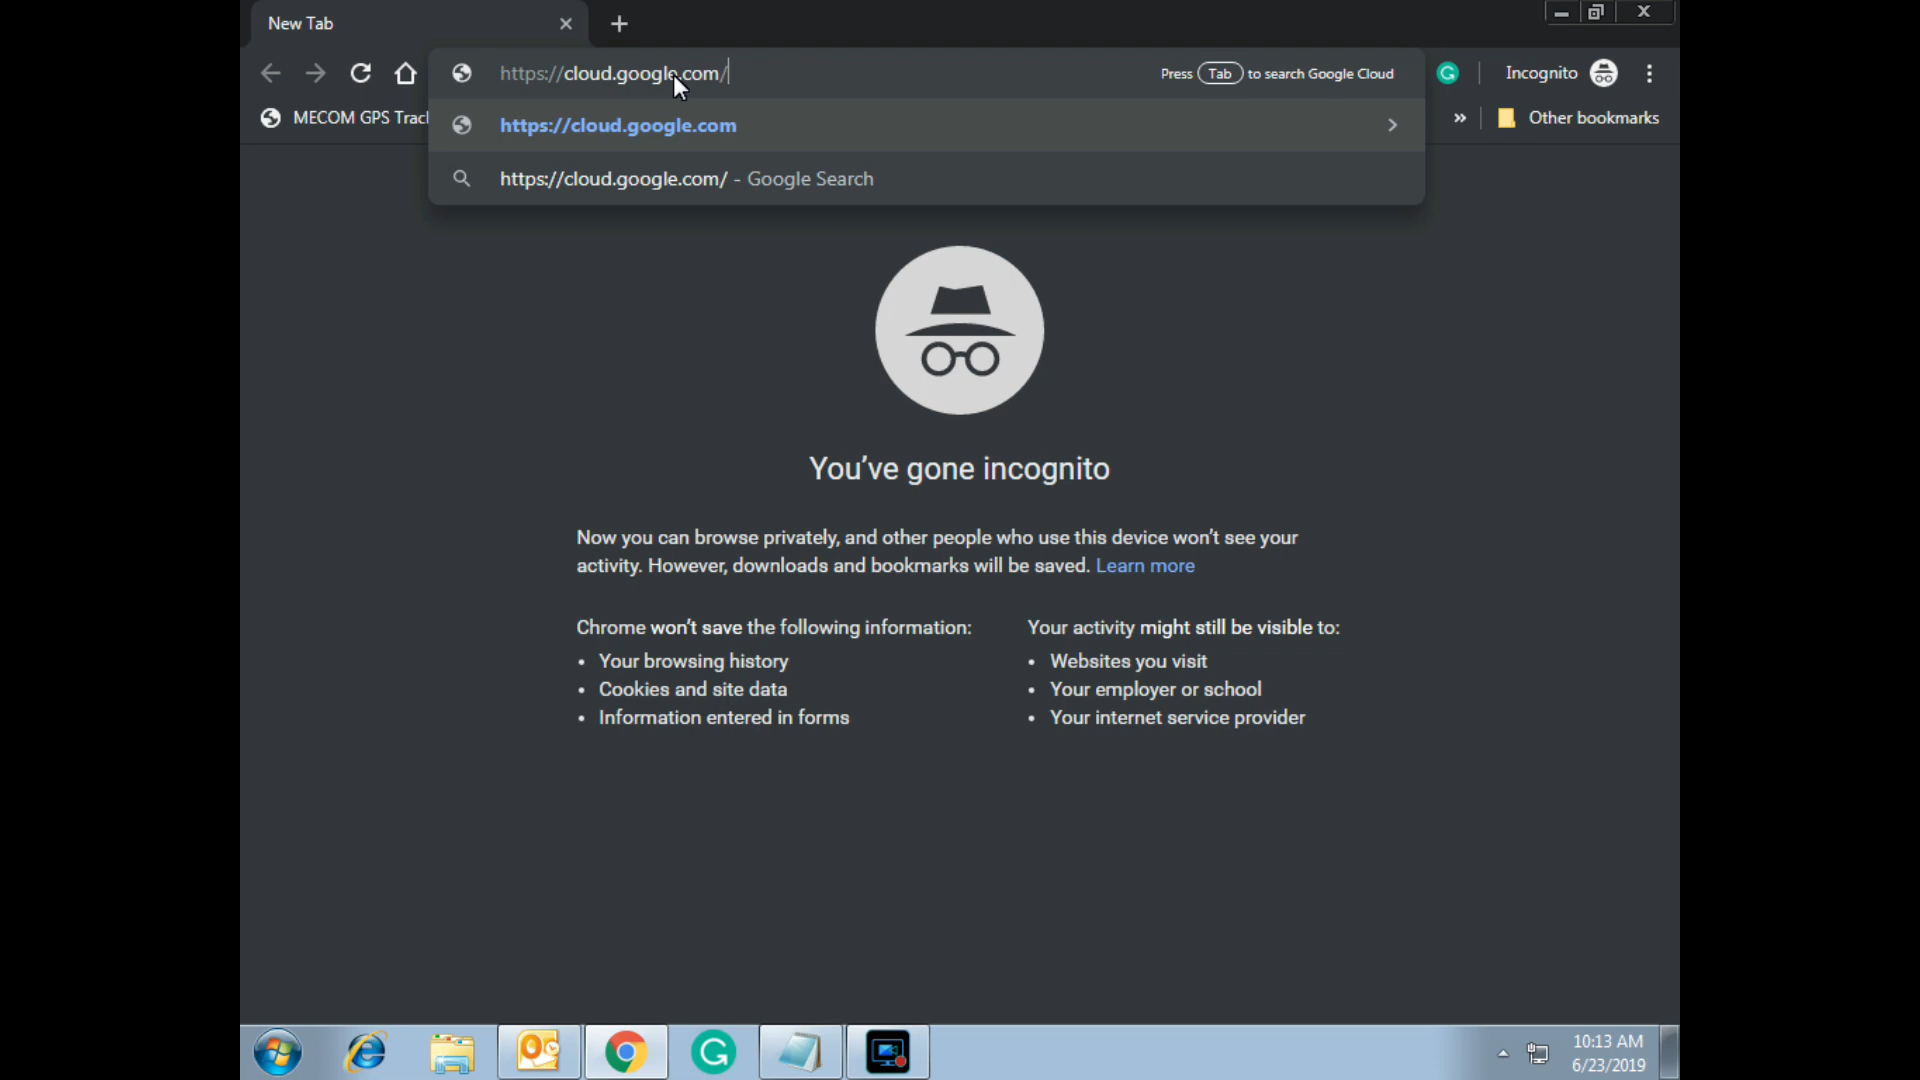 New Tab
https://cloud.google.com/
Press Tab to search Google Cloud
Incognito
MECOM GPS Trac
https://cloud.google.com
» Other bookmarks
https://cloud.google.com/ - Google Search
You've gone incognito
Now you can browse privately, and other people who use this device won't see your
activity. However, downloads and bookmarks will be saved. Learn more
Chrome won't save the following information:
• Your browsing history
• Cookies and site data
• Information entered in forms
Your activity might still be visible to:
• Websites you visit
• Your employer or school
• Your internet service provider
10:13 AM
6/23/2019